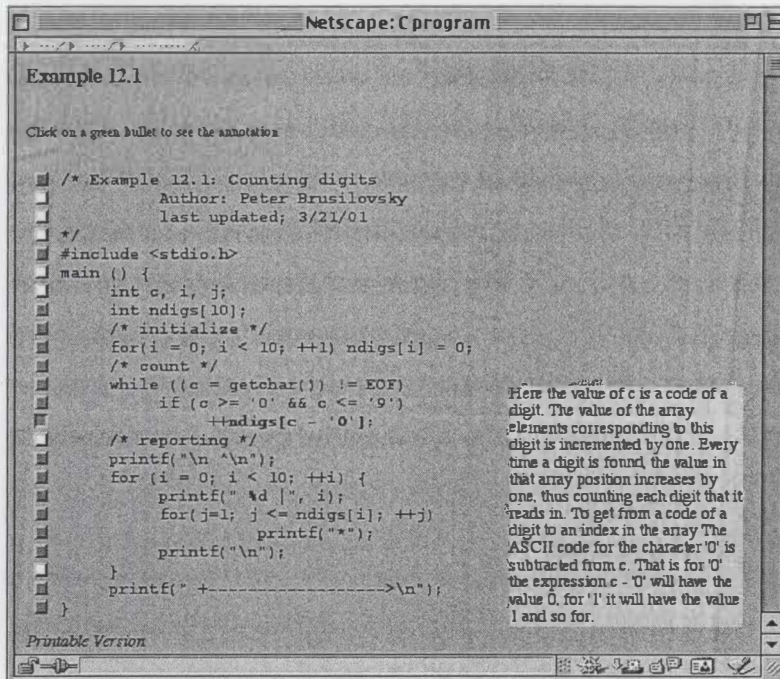 Netscape: C program
Example 12.1
Click on a green bullet to see the annotation
/* Example 12.1: Counting digits
Author: Peter Brusilovsky
last updated; 3/21/01
*/
#include <stdio.h>
main () {
int c, i, j;
int ndigs[10];
/* initialize */
for(i = 0; i < 10; ++i) ndigs[i] = 0;
/* count */
while ((c = getchar()) != EOF)
if (c >= '0' && c <= '9')
++ndigs[c - '0'];
/* reporting */
printf("\n ^\n");
for (i = 0; i < 10; ++i) {
printf(" %d |", i);
for( j=1; j <= ndigs[i]; ++j)
printf("*");
printf("\n");
}
printf(" +------------------->\n");
}
Here the value of c is a code of a
digit. The value of the array
elements corresponding to this
digit is incremented by one. Every
time a digit is found, the value in
that array position increases by
one, thus counting each digit that it
reads in. To get from a code of a
digit to an index in the array The
ASCII code for the character '0' is
subtracted from c. That is for '0'
the expression c - '0' will have the
value 0, for '1' it will have the value
1 and so for.
Printable Version